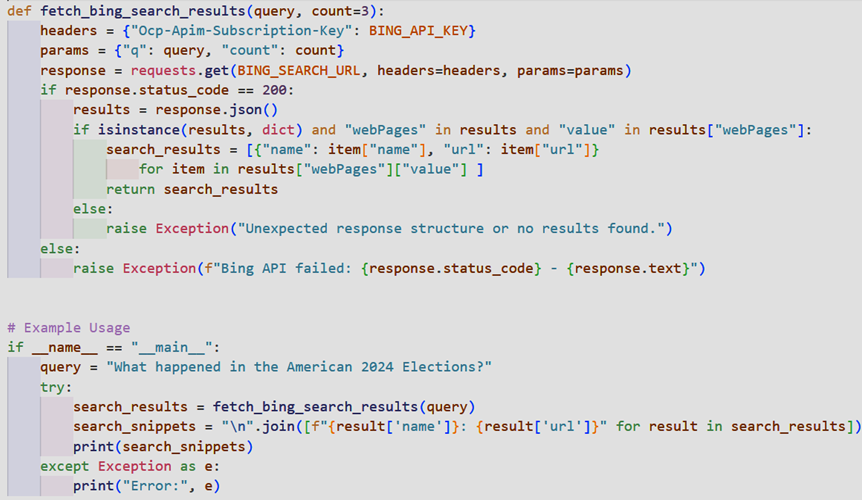 def fetch_bing_search_results(query, count=3):
    headers = {"Ocp-Apim-Subscription-Key": BING_API_KEY}
    params = {"q": query, "count": count}
    response = requests.get(BING_SEARCH_URL, headers=headers, params=params)
    if response.status_code == 200:
        results = response.json()
        if isinstance(results, dict) and "webPages" in results and "value" in results["webPages"]:
            search_results = [{"name": item["name"], "url": item["url"]}
                for item in results["webPages"]["value"] ]
            return search_results
        else:
            raise Exception("Unexpected response structure or no results found.")
    else:
        raise Exception(f"Bing API failed: {response.status_code} - {response.text}")
# Example Usage
if __name__ == "__main__":
    query = "What happened in the American 2024 Elections?"
    try:
        search_results = fetch_bing_search_results(query)
        search_snippets = "\n".join([f"{result['name']}: {result['url']}" for result in search_results])
        print(search_snippets)
    except Exception as e:
        print("Error:", e)